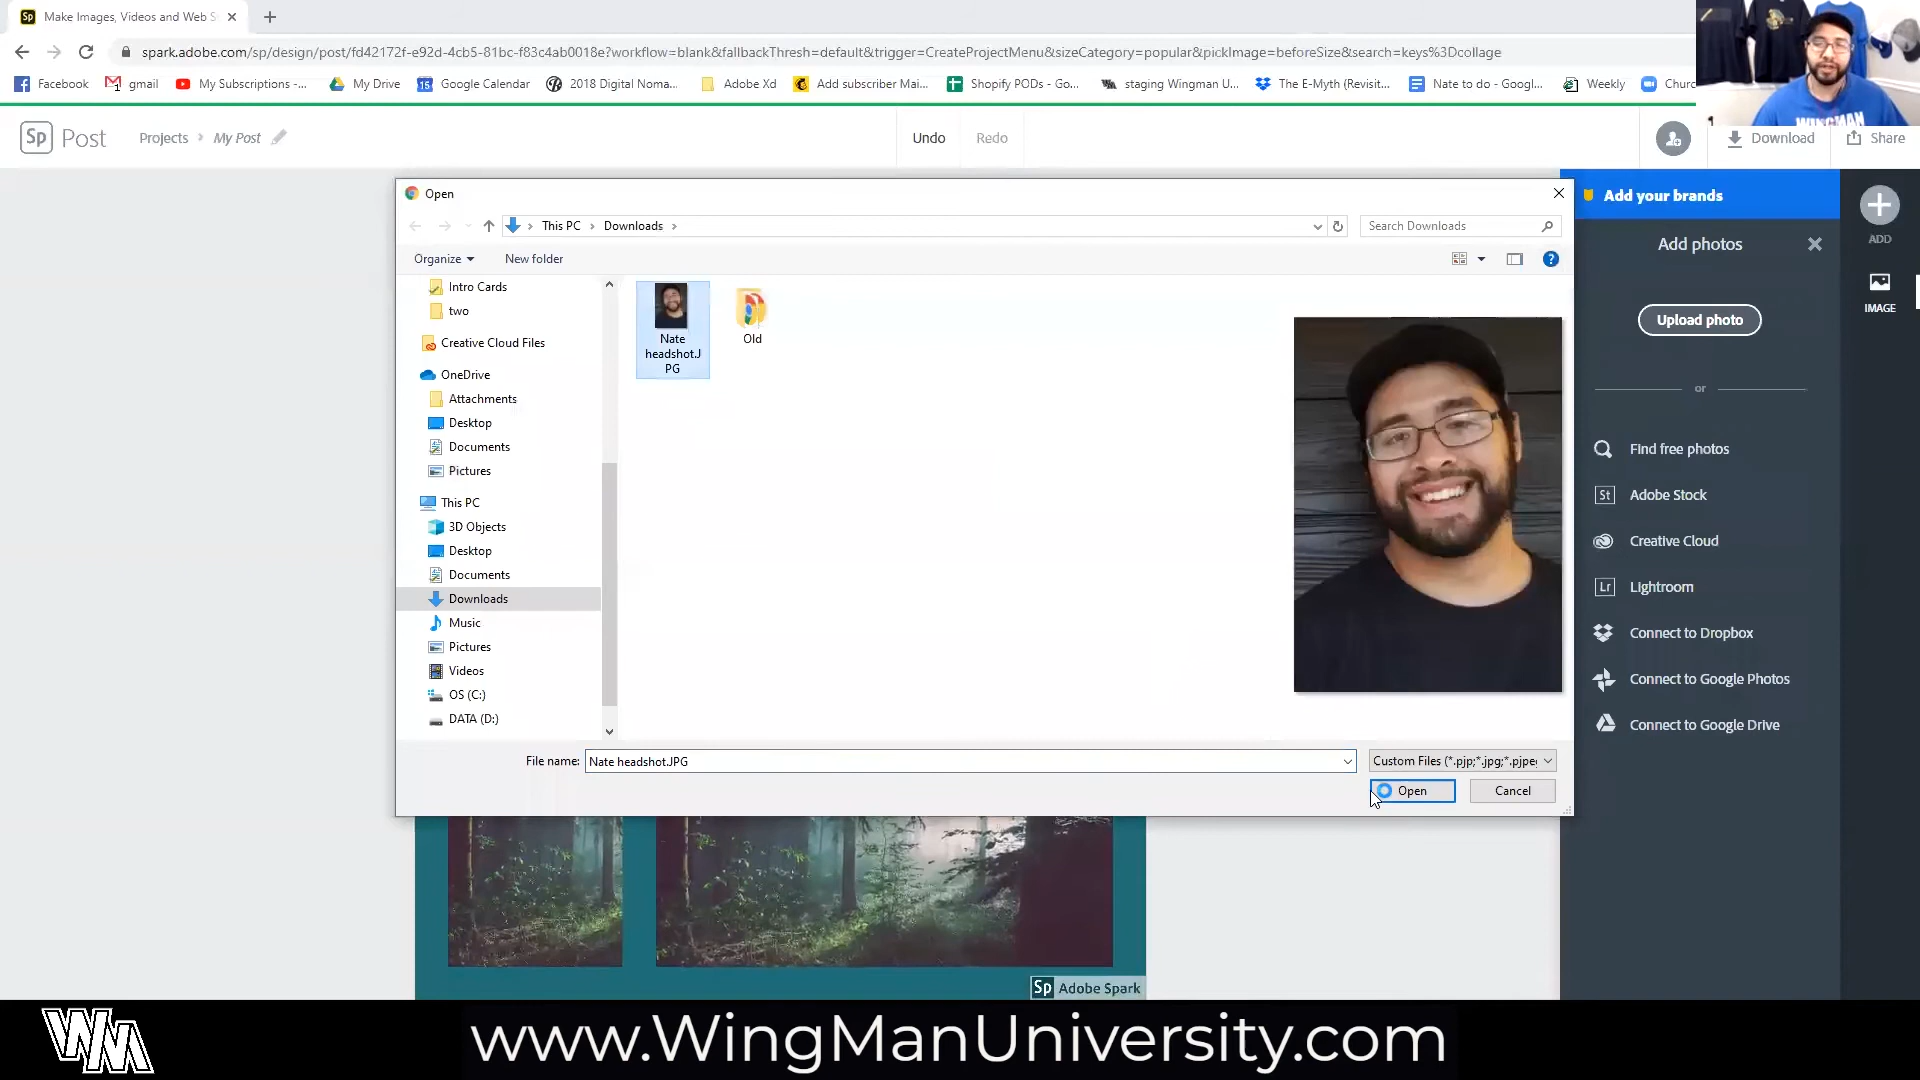 Make Images, Videos and Web S
spark.adobe.com/sp/design/post/fd42172f-e92d-4cb5-81bc-f83c4ab0018e?workflow=blank&fallbackThresh=default&trigger=CreateProjectMenu&sizeCategory=popular&pickImage=beforeSize&search=keys%3Dcollage
Facebook gmail My Subscriptions -... My Drive Google Calendar 2018 Digital Noma... Adobe Xd Add subscriber Mai... Shopify PODs - Go... staging Wingman U... The E-Myth (Revisit... Nate to do - Googl... Weekly Churc
WINGMAN
Sp Post Projects > My Post Undo Redo Download Share
Open
This PC > Downloads > Search Downloads
Organize New folder
Add your brands
Add photos
ADD
Upload photo
IMAGE
or
Find free photos
St Adobe Stock
Creative Cloud
Lr Lightroom
Connect to Dropbox
Connect to Google Photos
Connect to Google Drive
Intro Cards
two
Creative Cloud Files
OneDrive
Attachments
Desktop
Documents
Pictures
This PC
3D Objects
Desktop
Documents
Downloads
Music
Pictures
Videos
OS (C:)
DATA (D:)
Nate
headshot.J
PG
Old
File name: Nate headshot.JPG Custom Files (*.pjp;*.jpg;*.pjpe
Open Cancel
Sp Adobe Spark
WM www.WingManUniversity.com